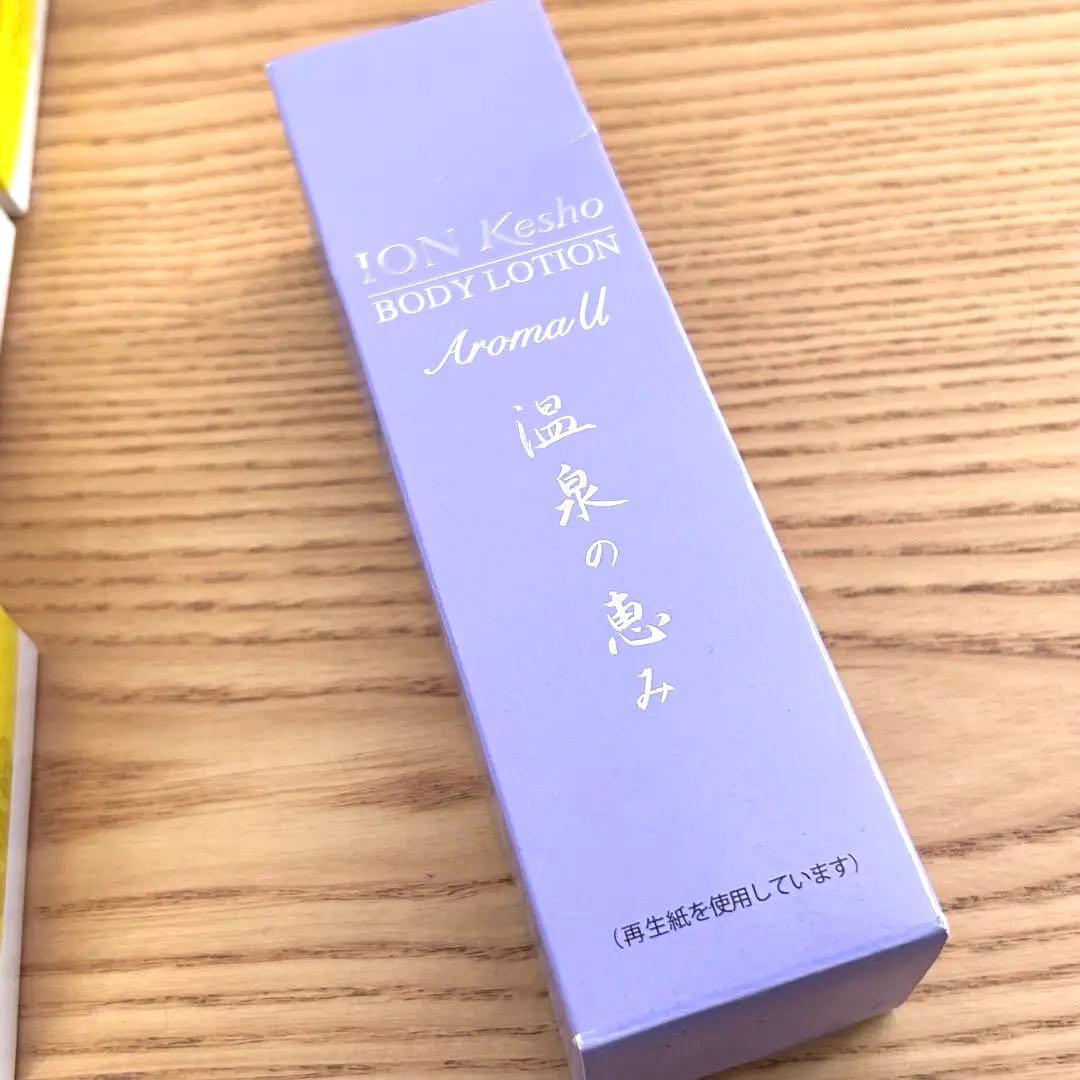 ION Kesho
BODY LOTION
Aroma U
温泉の恵み
（再生紙を使用しています）